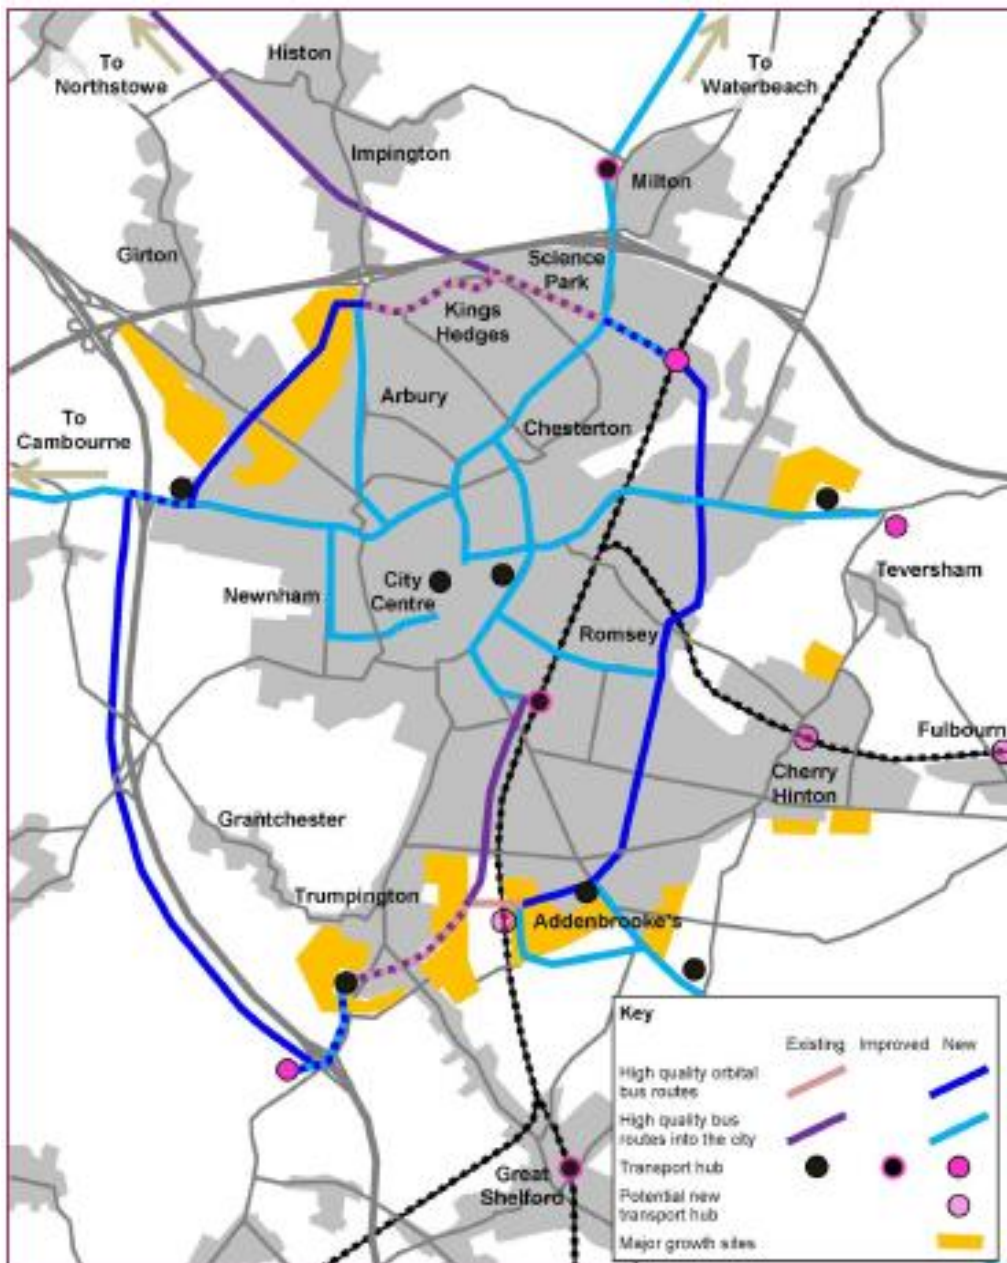 Histon
To
Northstowe
To
Waterbeach
Impington
Milton
Girton
Science
Park
Kings
Hedges
Arbury
To
Cambourne
Chesterton
Teversham
City
Centre
Newnham
Romsey
Fulbourn
Cherry
Hinton
Grantchester
Trumpington
Addenbrooke's
Great
Shelford
Key
Existing Improved New
High quality orbital
bus routes
High quality bus
routes into the city
Transport hub
Potential new
transport hub
Major growth sites